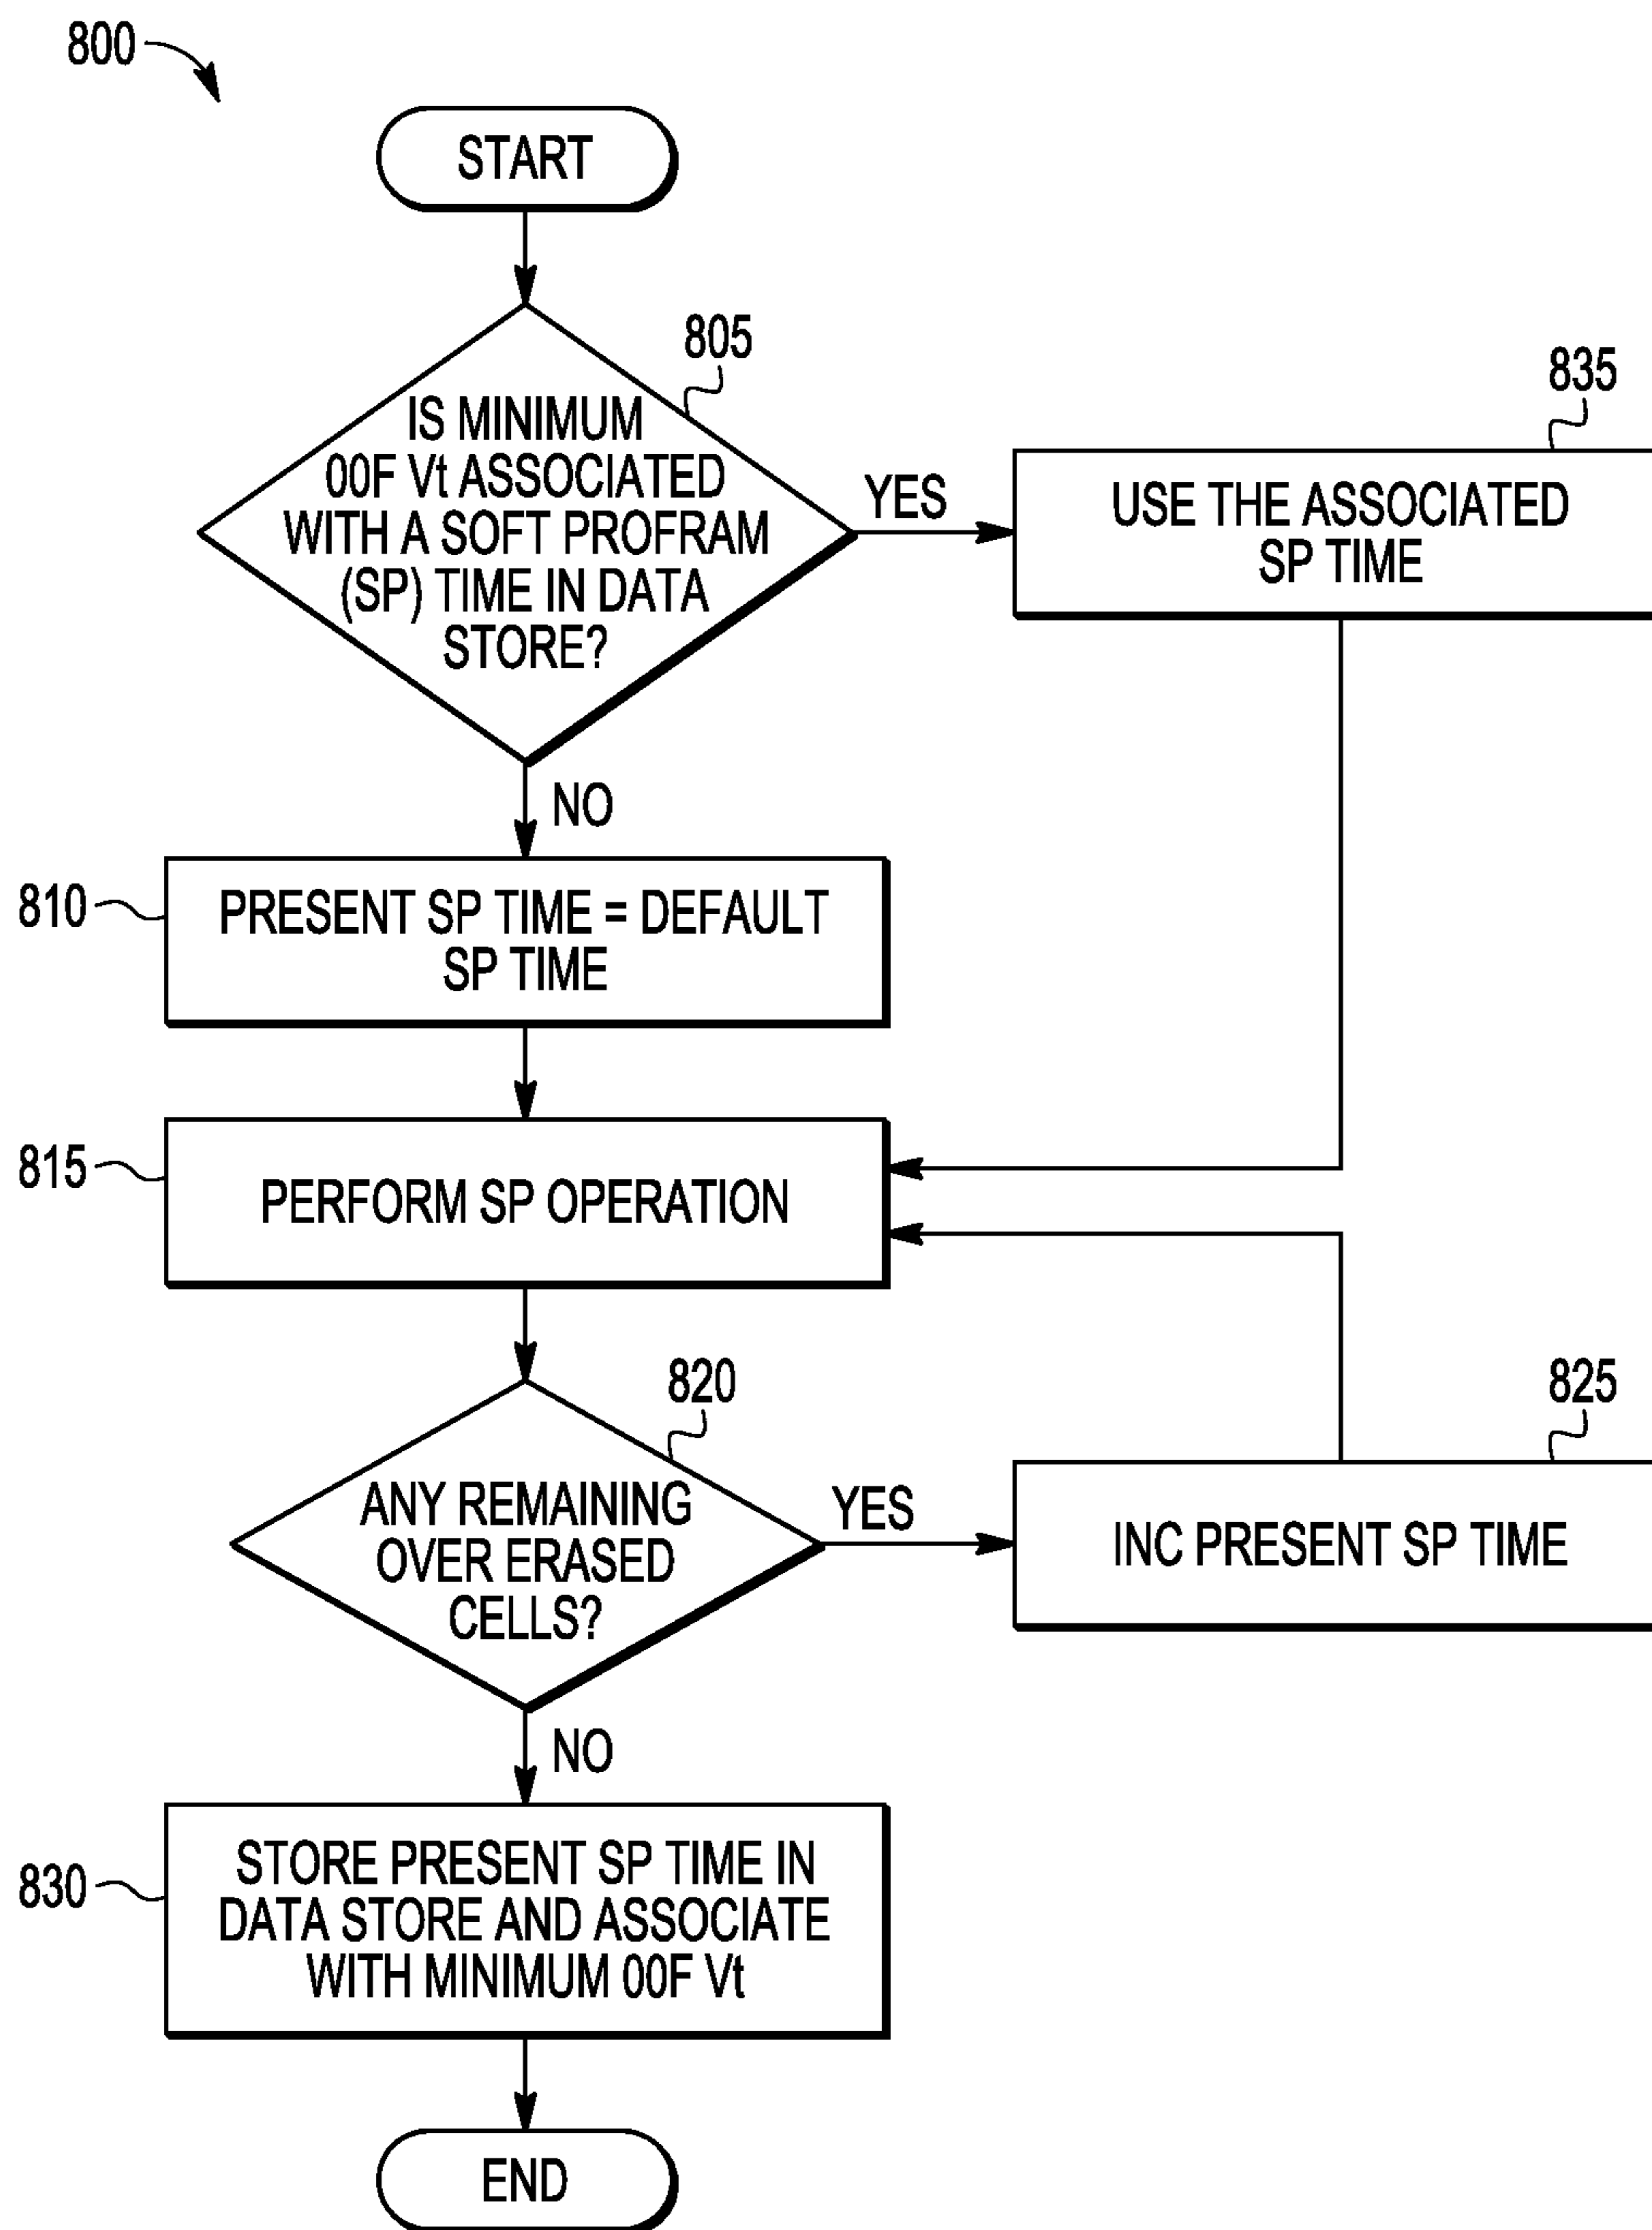 800
START
805
IS MINIMUM
00F Vt ASSOCIATED
WITH A SOFT PROFRAM
(SP) TIME IN DATA
STORE?
YES
835
USE THE ASSOCIATED
SP TIME
NO
810
PRESENT SP TIME = DEFAULT
SP TIME
815
PERFORM SP OPERATION
820
ANY REMAINING
OVER ERASED
CELLS?
YES
825
INC PRESENT SP TIME
NO
830
STORE PRESENT SP TIME IN
DATA STORE AND ASSOCIATE
WITH MINIMUM 00F Vt
END